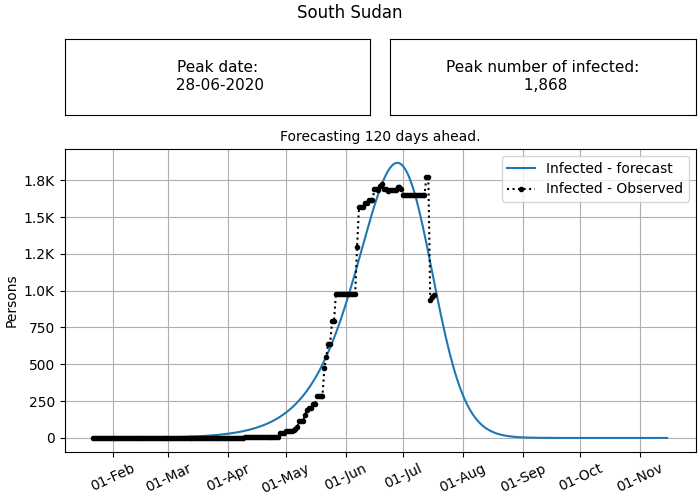 South Sudan
Peak date:
28-06-2020
Peak number of infected:
1,868
Forecasting 120 days ahead.
Infected - forecast
Infected - Observed
Persons
1.8K
1.5K
1.2K
1.0K
750
500
250
0
01-Feb
01-Mar
01-Apr
01-May
01-Jun
01-Jul
01-Aug
01-Sep
01-Oct
01-Nov